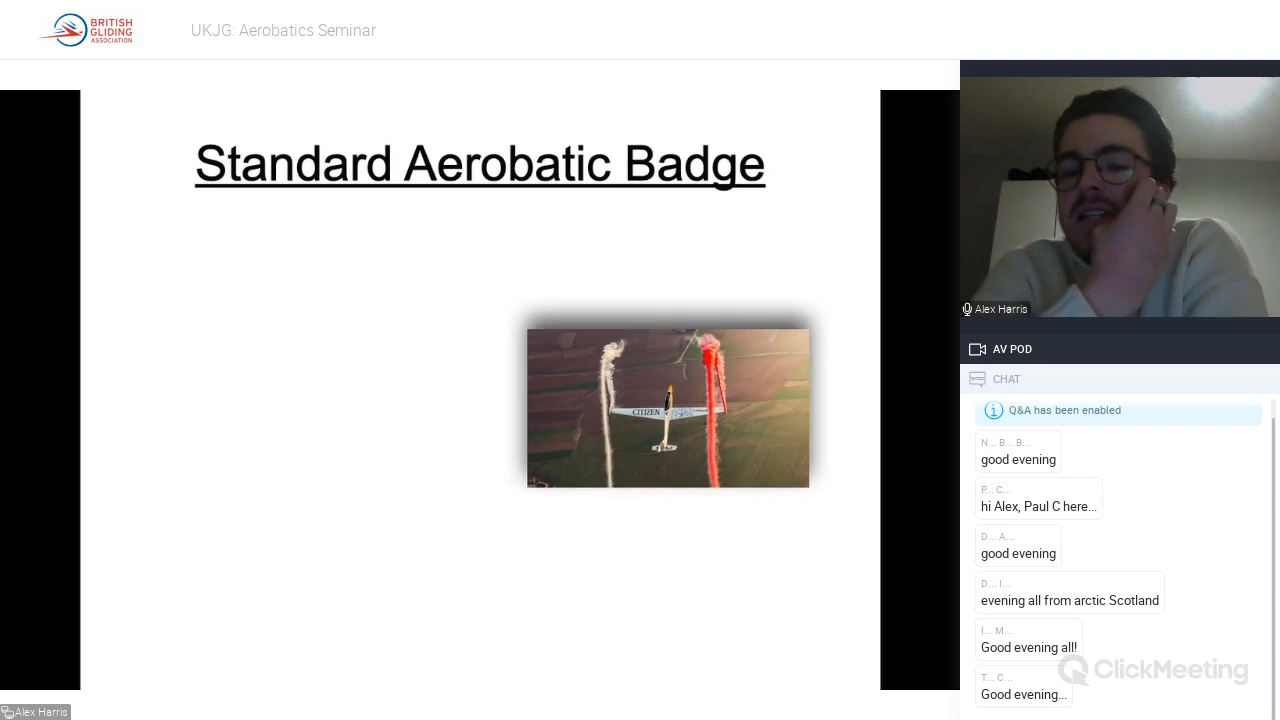 BRITISH
GLIDING
ASSOCIATION
UKJG: Aerobatics Seminar
Standard Aerobatic Badge
CITIZEN
Alex Harris
Alex Harris
AV POD
CHAT
Q&A has been enabled
N... B... B...
good evening
P... C...
hi Alex, Paul C here...
D... A...
good evening
D... I...
evening all from arctic Scotland
I... M...
Good evening all!
T... C...
Good evening...
ClickMeeting